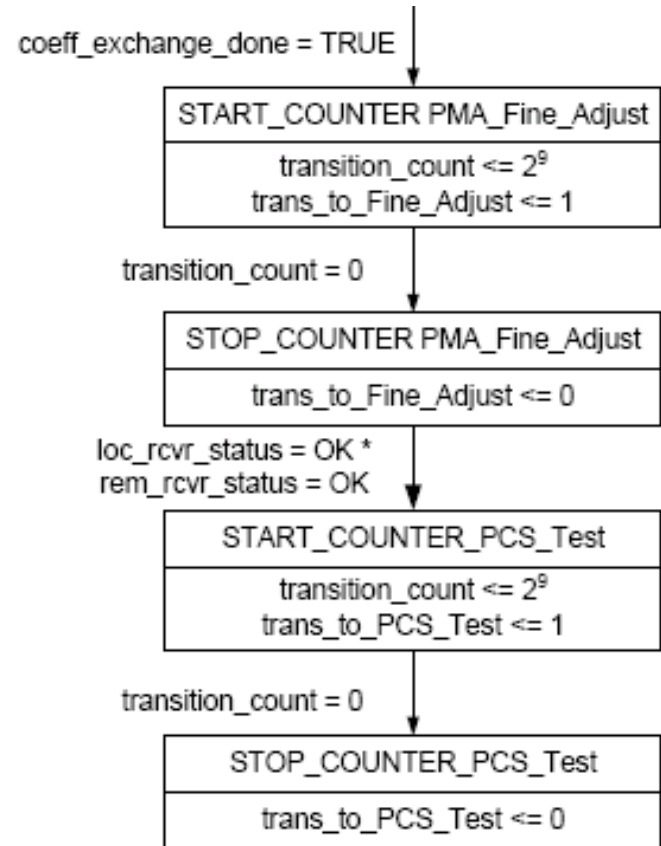 coeff_exchange_done = TRUE
START_COUNTER PMA_Fine_Adjust
transition_count <= 2⁹
trans_to_Fine_Adjust <= 1
transition_count = 0
STOP_COUNTER PMA_Fine_Adjust
trans_to_Fine_Adjust <= 0
loc_rcvr_status = OK *
rem_rcvr_status = OK
START_COUNTER_PCS_Test
transition_count <= 2⁹
trans_to_PCS_Test <= 1
transition_count = 0
STOP_COUNTER_PCS_Test
trans_to_PCS_Test <= 0